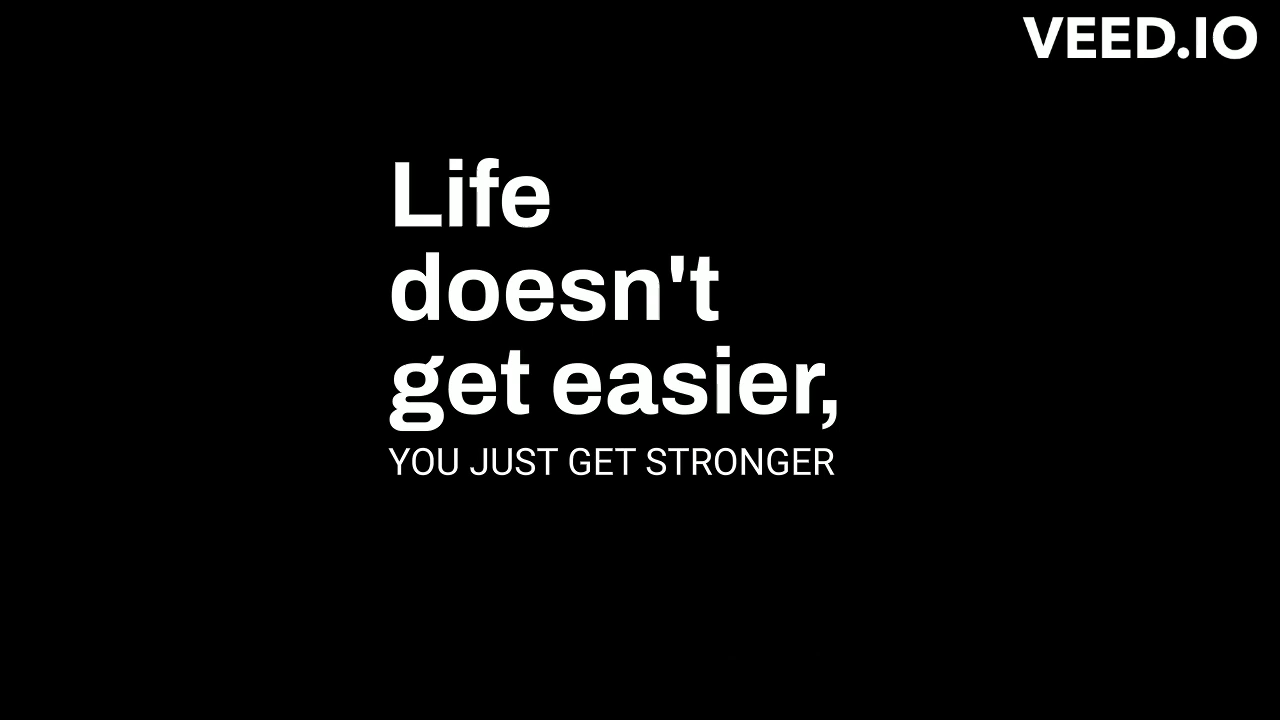 VEED.IO
Life
doesn't
get easier,
YOU JUST GET STRONGER